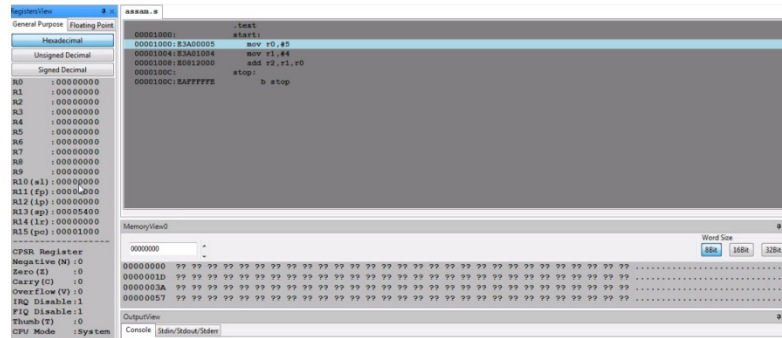 RegistersView
General Purpose Floating Point
Hexadecimal
Unsigned Decimal
Signed Decimal
R0 :00000000
R1 :00000000
R2 :00000000
R3 :00000000
R4 :00000000
R5 :00000000
R6 :00000000
R7 :00000000
R8 :00000000
R9 :00000000
R10(sl):00000000
R11(fp):00000000
R12(ip):00000000
R13(sp):00005400
R14(lr):00000000
R15(pc):00001000
CPSR Register
Negative(N):0
Zero(Z) :0
Carry(C) :0
Overflow(V):0
IRQ Disable:1
FIQ Disable:1
Thumb(T) :0
CPU Mode :System
assam.s
.text
00001000: start:
00001000:E3A00005 mov r0,#5
00001004:E3A01004 mov r1,#4
00001008:E0812000 add r2,r1,r0
0000100C: stop:
0000100C:EAFFFFFE b stop
MemoryView0
00000000
Word Size
8Bit 16Bit 32Bit
00000000 ?? ?? ?? ?? ?? ?? ?? ?? ?? ?? ?? ?? ?? ?? ?? ?? ?? ?? ?? ?? ?? ?? ?? ?? ?? ?? ?? ?? ?? .............................
0000001D ?? ?? ?? ?? ?? ?? ?? ?? ?? ?? ?? ?? ?? ?? ?? ?? ?? ?? ?? ?? ?? ?? ?? ?? ?? ?? ?? ?? ?? .............................
0000003A ?? ?? ?? ?? ?? ?? ?? ?? ?? ?? ?? ?? ?? ?? ?? ?? ?? ?? ?? ?? ?? ?? ?? ?? ?? ?? ?? ?? ?? .............................
00000057 ?? ?? ?? ?? ?? ?? ?? ?? ?? ?? ?? ?? ?? ?? ?? ?? ?? ?? ?? ?? ?? ?? ?? ?? ?? ?? ?? ?? ?? .............................
OutputView
Console Stdin/Stdout/Stderr